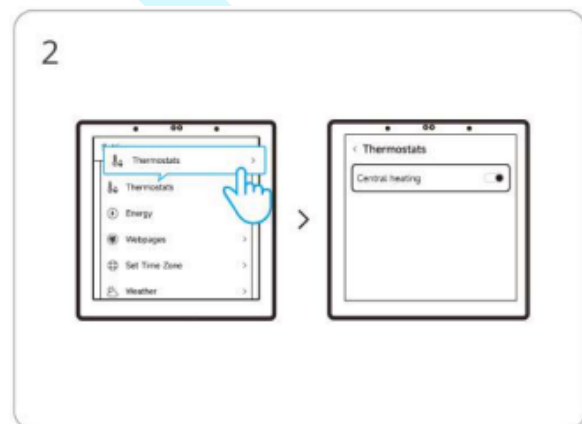 2
Thermostats
Thermostats
Energy
Webpages
Set Time Zone
Weather
>
< Thermostats
Central heating